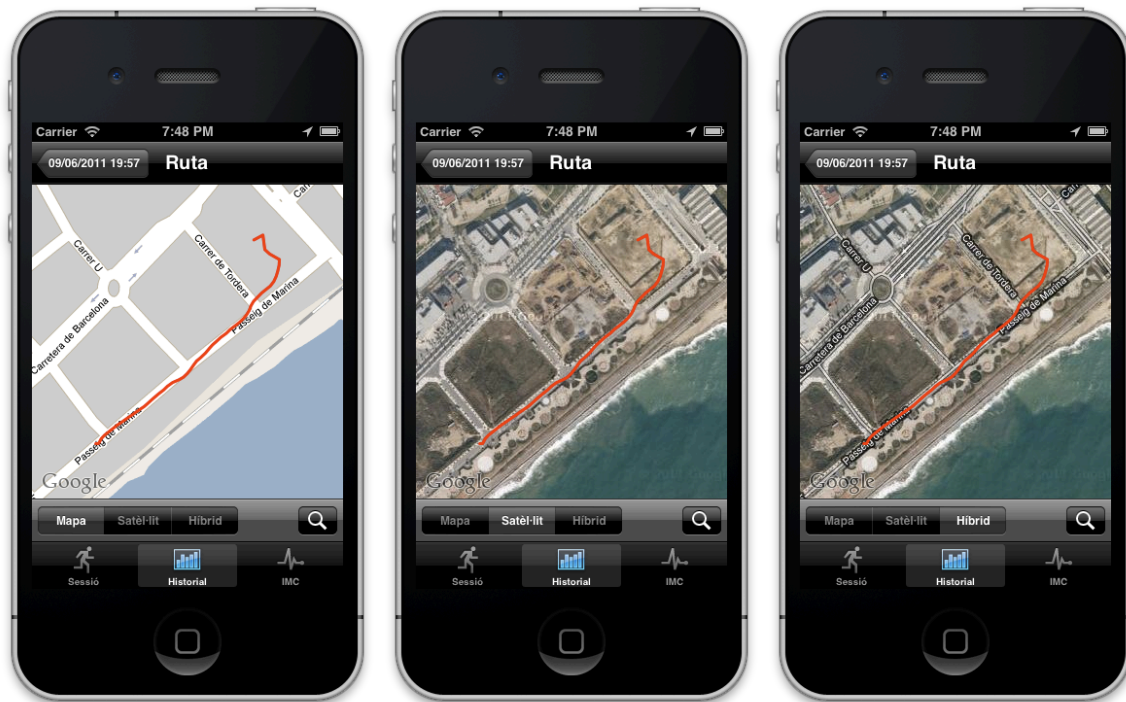 Carrier 7:48 PM
09/06/2011 19:57 Ruta
Carrer U
Carrer de Tordera
Passeig de Marina
Carretera de Barcelona
Passeig de Marina
Google
Mapa Satèl·lit Híbrid
Sessió Historial IMC
Carrier 7:48 PM
09/06/2011 19:57 Ruta
Google
Mapa Satèl·lit Híbrid
Sessió Historial IMC
Carrier 7:48 PM
09/06/2011 19:57 Ruta
Carrer U
Carrer de Tordera
Passeig de Marina
Carretera de Barcelona
Passeig de Marina
Google
Mapa Satèl·lit Híbrid
Sessió Historial IMC